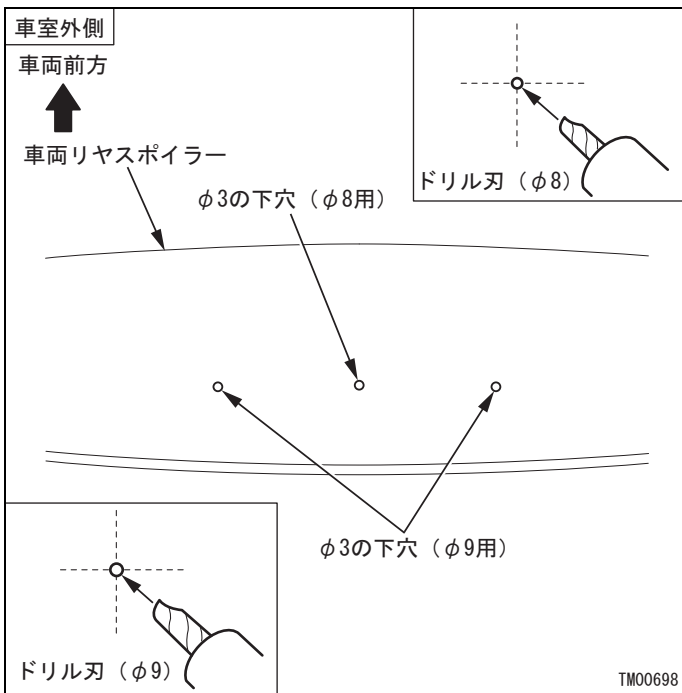 車室外側
車両前方
車両リヤスポイラー
φ3の下穴（φ8用）
ドリル刃（φ8）
φ3の下穴（φ9用）
ドリル刃（φ9）
TM00698